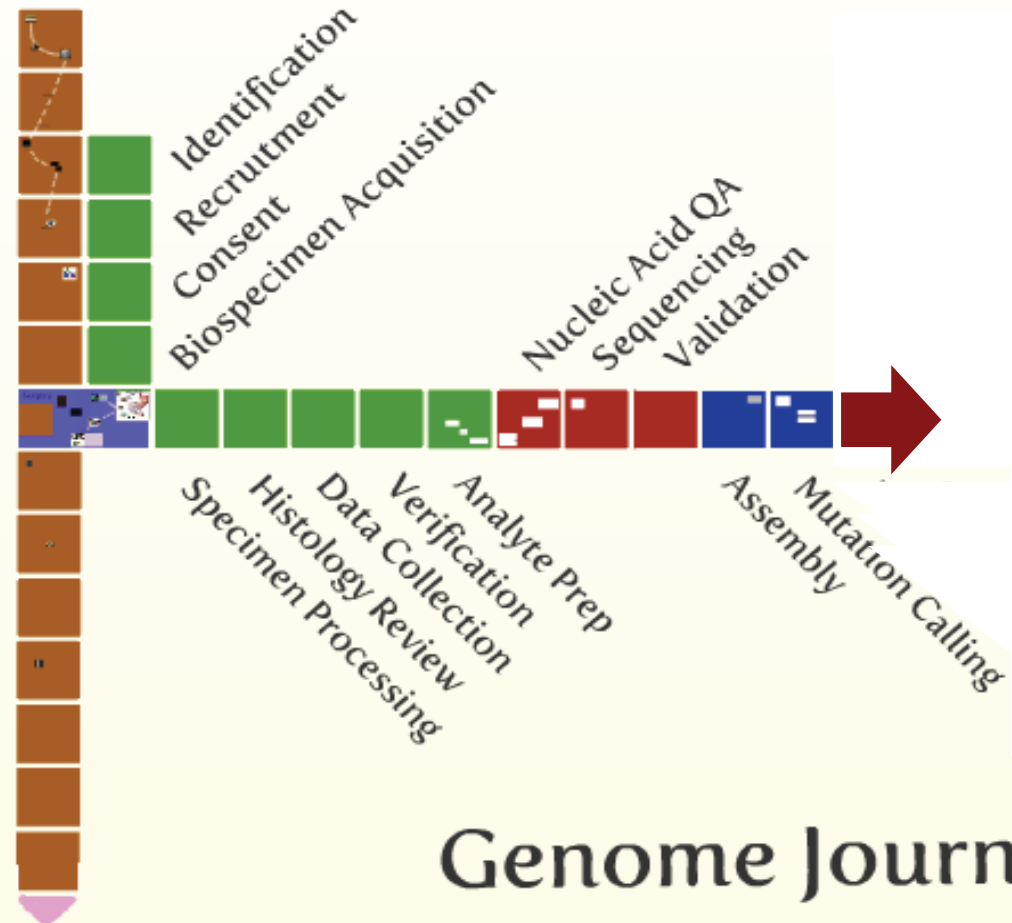 Identification
Recruitment
Consent
Biospecimen Acquisition
Nucleic Acid QA
Sequencing
Validation
Specimen Processing
Histology Review
Data Collection
Verification
Analyte Prep
Assembly
Mutation Calling
Genome Journ